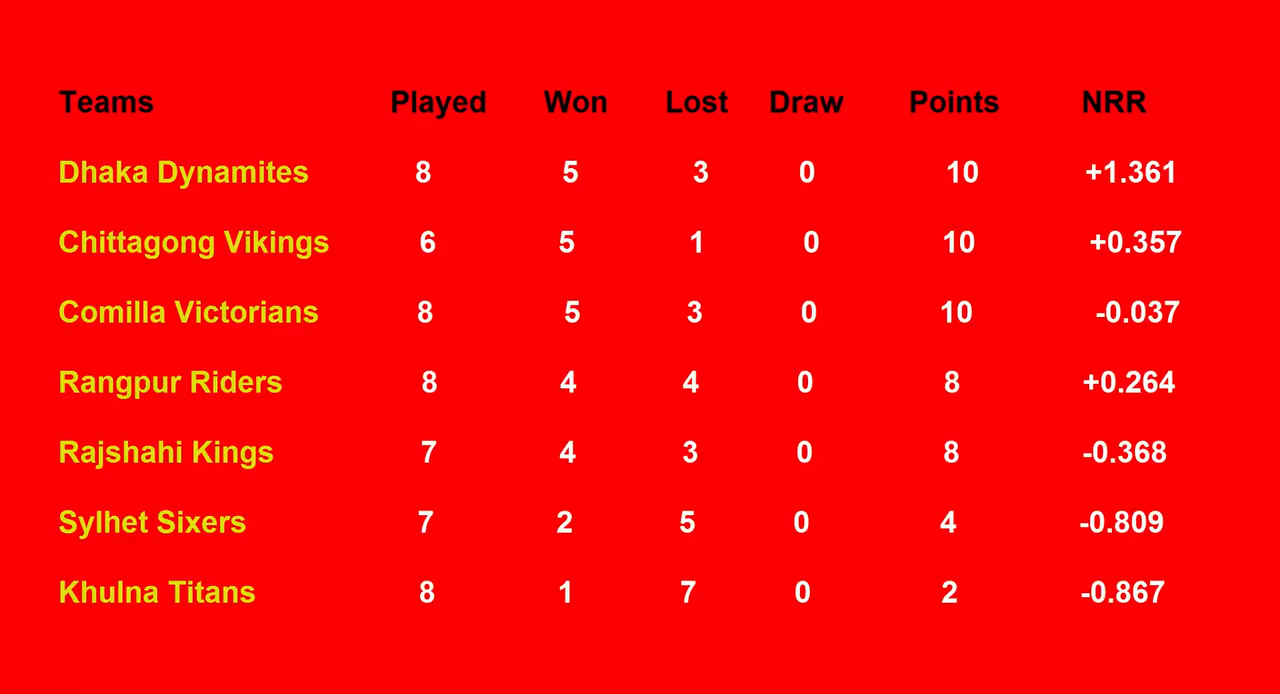 Teams Played Won Lost Draw Points NRR
Dhaka Dynamites 8 5 3 0 10 +1.361
Chittagong Vikings 6 5 1 0 10 +0.357
Comilla Victorians 8 5 3 0 10 -0.037
Rangpur Riders 8 4 4 0 8 +0.264
Rajshahi Kings 7 4 3 0 8 -0.368
Sylhet Sixers 7 2 5 0 4 -0.809
Khulna Titans 8 1 7 0 2 -0.867